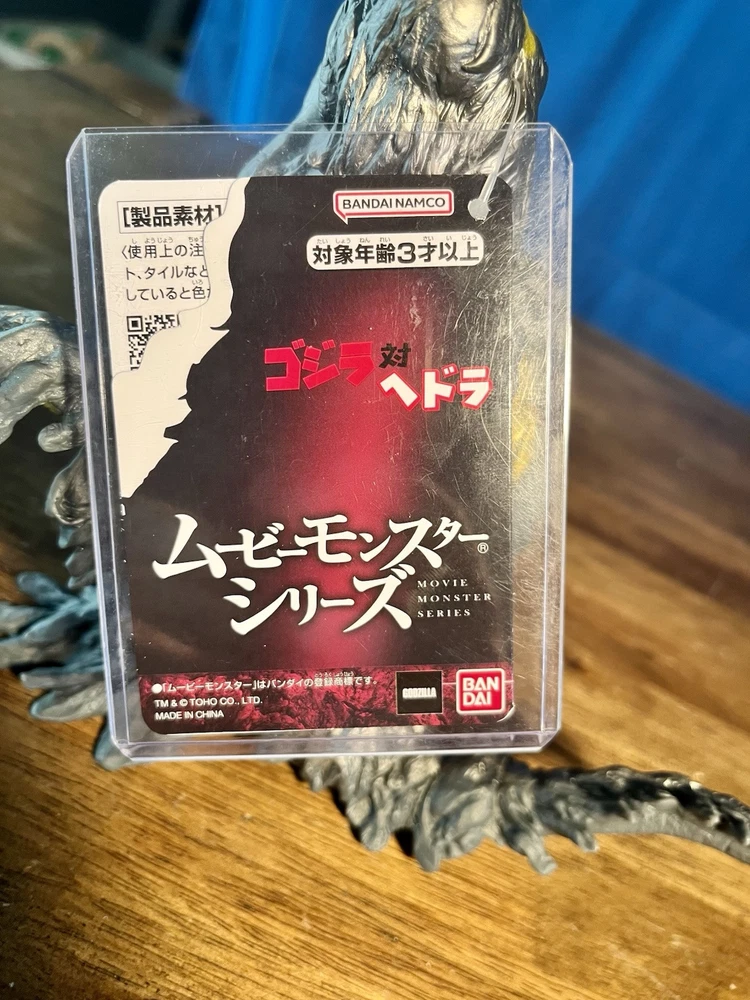 BANDAI NAMCO
[製品素材]
対象年齢3才以上
〈使用上の注
ト、タイルなど
していると色
ゴジラ対
ヘドラ
ムービーモンスター®
シリーズ
MOVIE
MONSTER
SERIES
●「ムービーモンスター」はバンダイの登録商標です。
TM & © TOHO CO., LTD.
MADE IN CHINA
GODZILLA
BAN
DAI